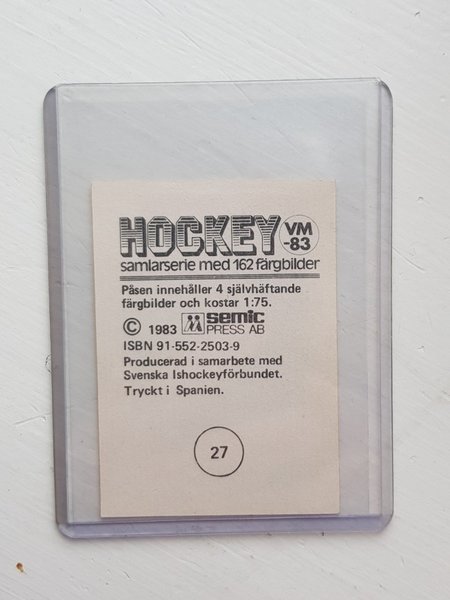 HOCKEY VM
-83
samlarserie med 162 färgbilder
Påsen innehåller 4 självhäftande
färgbilder och kostar 1:75.
© 1983 semic
PRESS AB
ISBN 91-552-2503-9
Producerad i samarbete med
Svenska Ishockeyförbundet.
Tryckt i Spanien.
27